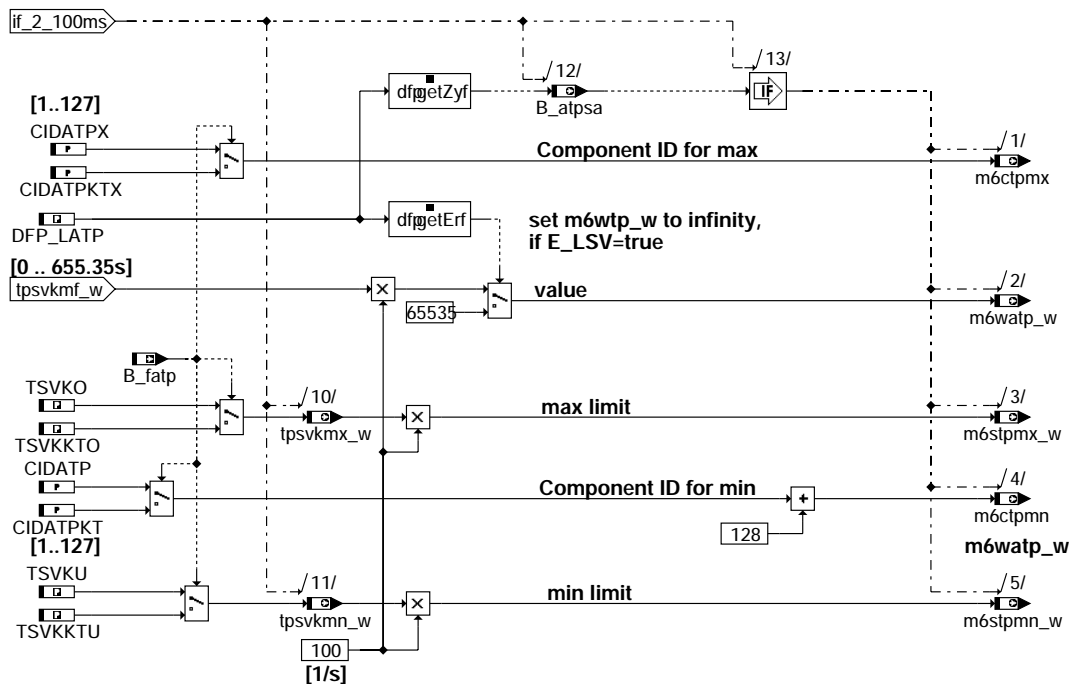 if_2_100ms
/13/
/12/
dfpgetZyf
IF
B_atpsa
[1..127]
CIDATPX
/1/
Component ID for max
m6ctpmx
CIDATPKTX
dfpgetErf
set m6wtp_w to infinity,
if E_LSV=true
DFP_LATP
[0 .. 655.35s]
/2/
tpsvkmf_w
value
65535
m6watp_w
B_fatp
TSVKO
/10/
max limit
/3/
tpsvkmx_w
m6stpmx_w
TSVKKTO
CIDATP
/4/
Component ID for min
m6ctpmn
CIDATPKT
128
[1..127]
m6watp_w
TSVKU
/11/
min limit
/5/
tpsvkmn_w
m6stpmn_w
TSVKKTU
100
[1/s]